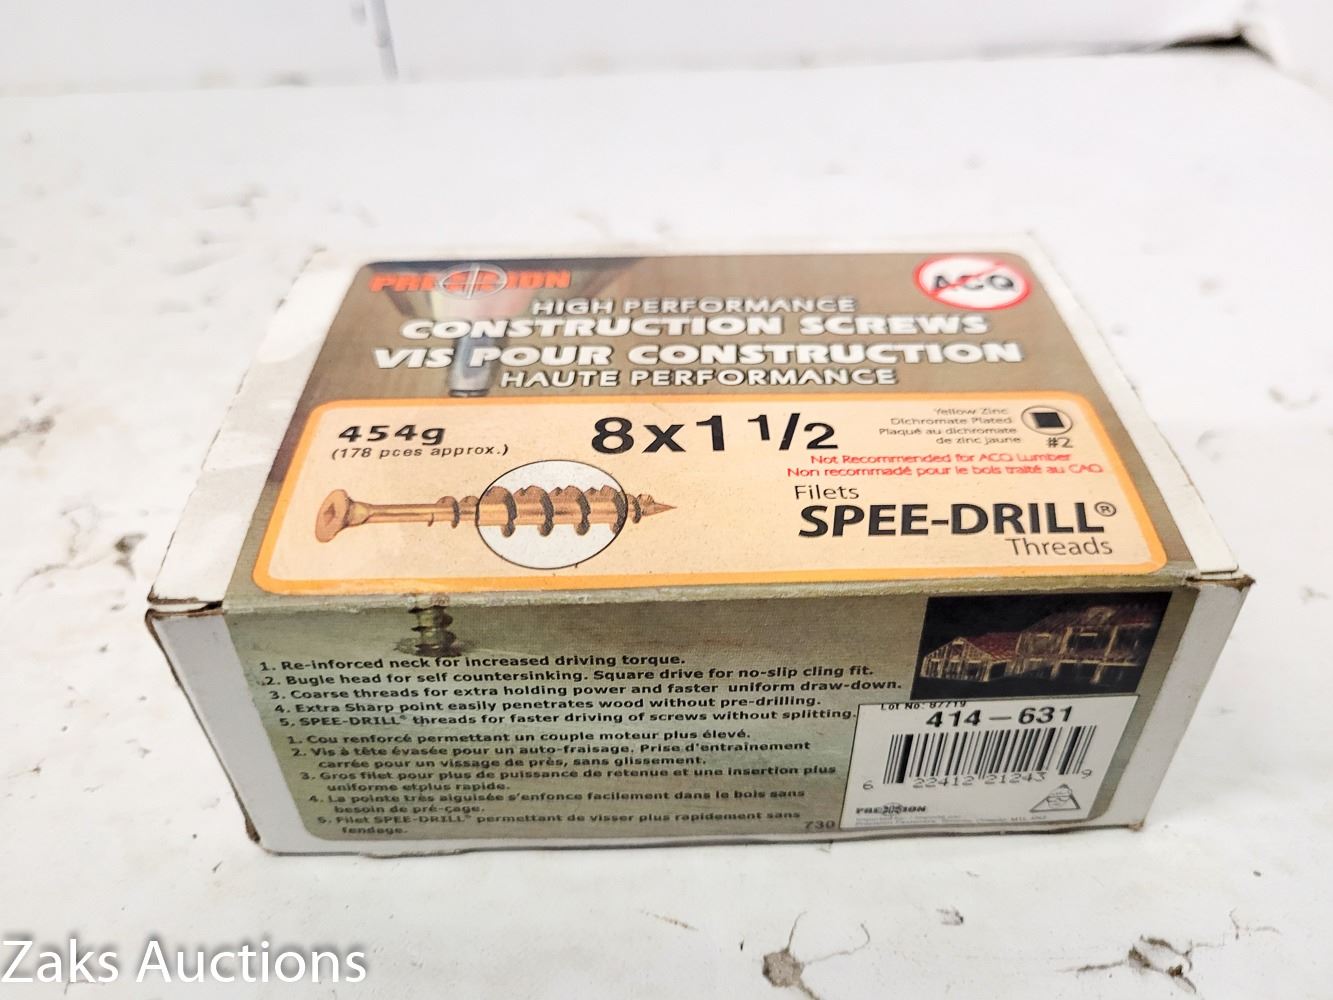 PRECISION
HIGH PERFORMANCE
CONSTRUCTION SCREWS
VIS POUR CONSTRUCTION
HAUTE PERFORMANCE
ACQ
454g
(178 pces approx.)
8x1 1/2
Yellow Zinc
Dichromate Plated
Plaqué au dichromate
de zinc jaune
#2
Not Recommended for ACQ Lumber
Non recommadé pour le bois traité au CAQ
Filets
SPEE-DRILL®
Threads
1. Re-inforced neck for increased driving torque.
2. Bugle head for self countersinking. Square drive for no-slip cling fit.
3. Coarse threads for extra holding power and faster uniform draw-down.
4. Extra Sharp point easily penetrates wood without pre-drilling.
5. SPEE-DRILL® threads for faster driving of screws without splitting.
1. Cou renforcé permettant un couple moteur plus élevé.
2. Vis à tête évasée pour un auto-fraisage. Prise d'entraînement
carrée pour un vissage de près, sans glissement.
3. Gros filet pour plus de puissance de retenue et une insertion plus
uniforme etplus rapide.
4. La pointe très aiguisée s'enfonce facilement dans le bois sans
besoin de pré-çage.
5. Filet SPEE-DRILL® permettant de visser plus rapidement sans
fendage.
730
Lot No: 87719
414-631
6 22412 21243 9
PRECISION
Zaks Auctions